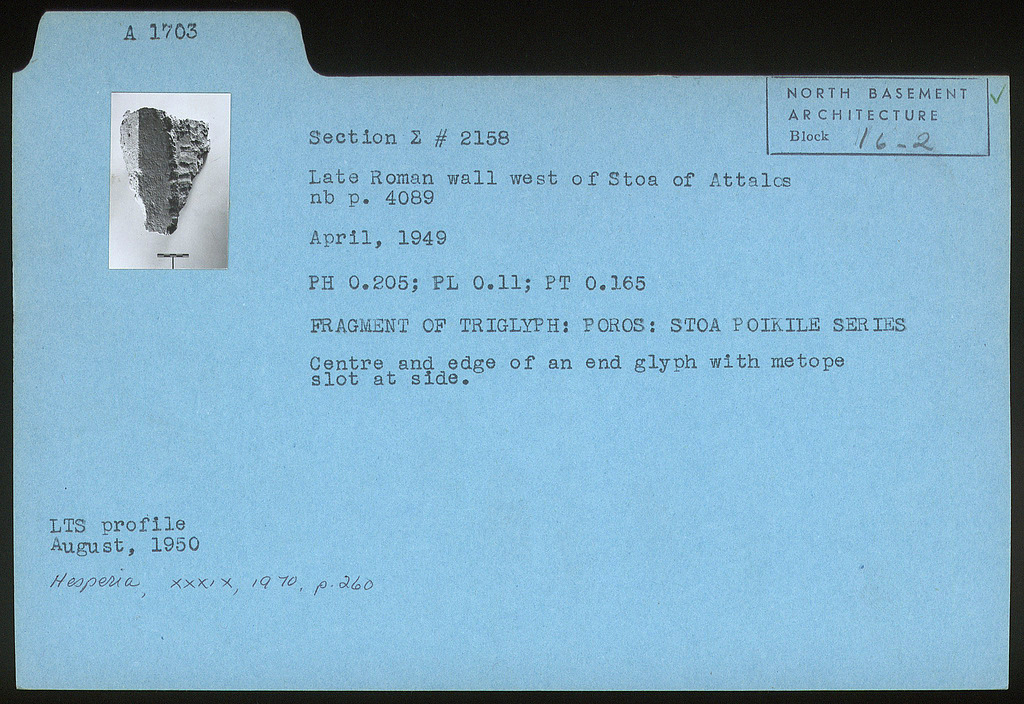 A 1703
NORTH BASEMENT
ARCHITECTURE
Block 16-2
Section Σ # 2158
Late Roman wall west of Stoa of Attalos
nb p. 4089
April, 1949
PH 0.205; PL 0.11; PT 0.165
FRAGMENT OF TRIGLYPH: POROS: STOA POIKILE SERIES
Centre and edge of an end glyph with metope
slot at side.
LTS profile
August, 1950
Hesperia, XXXIX, 1970, p. 260